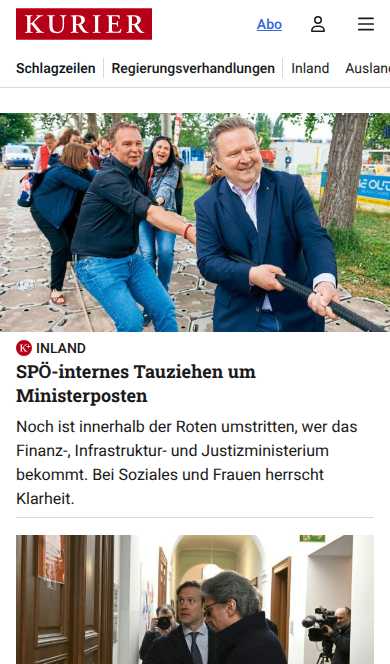 KURIER
Abo
Schlagzeilen
Regierungsverhandlungen
Inland
Auslan
K+ INLAND
SPÖ-internes Tauziehen um
Ministerposten
Noch ist innerhalb der Roten umstritten, wer das
Finanz-, Infrastruktur- und Justizministerium
bekommt. Bei Soziales und Frauen herrscht
Klarheit.